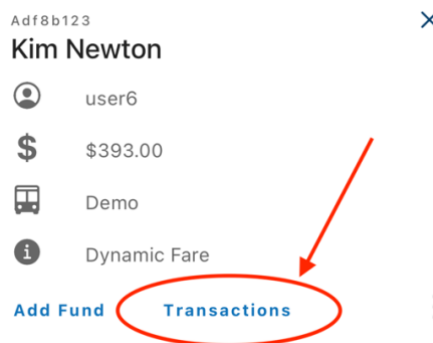 Adf8b123
Kim Newton
user6
$ $393.00
Demo
Dynamic Fare
Add Fund Transactions